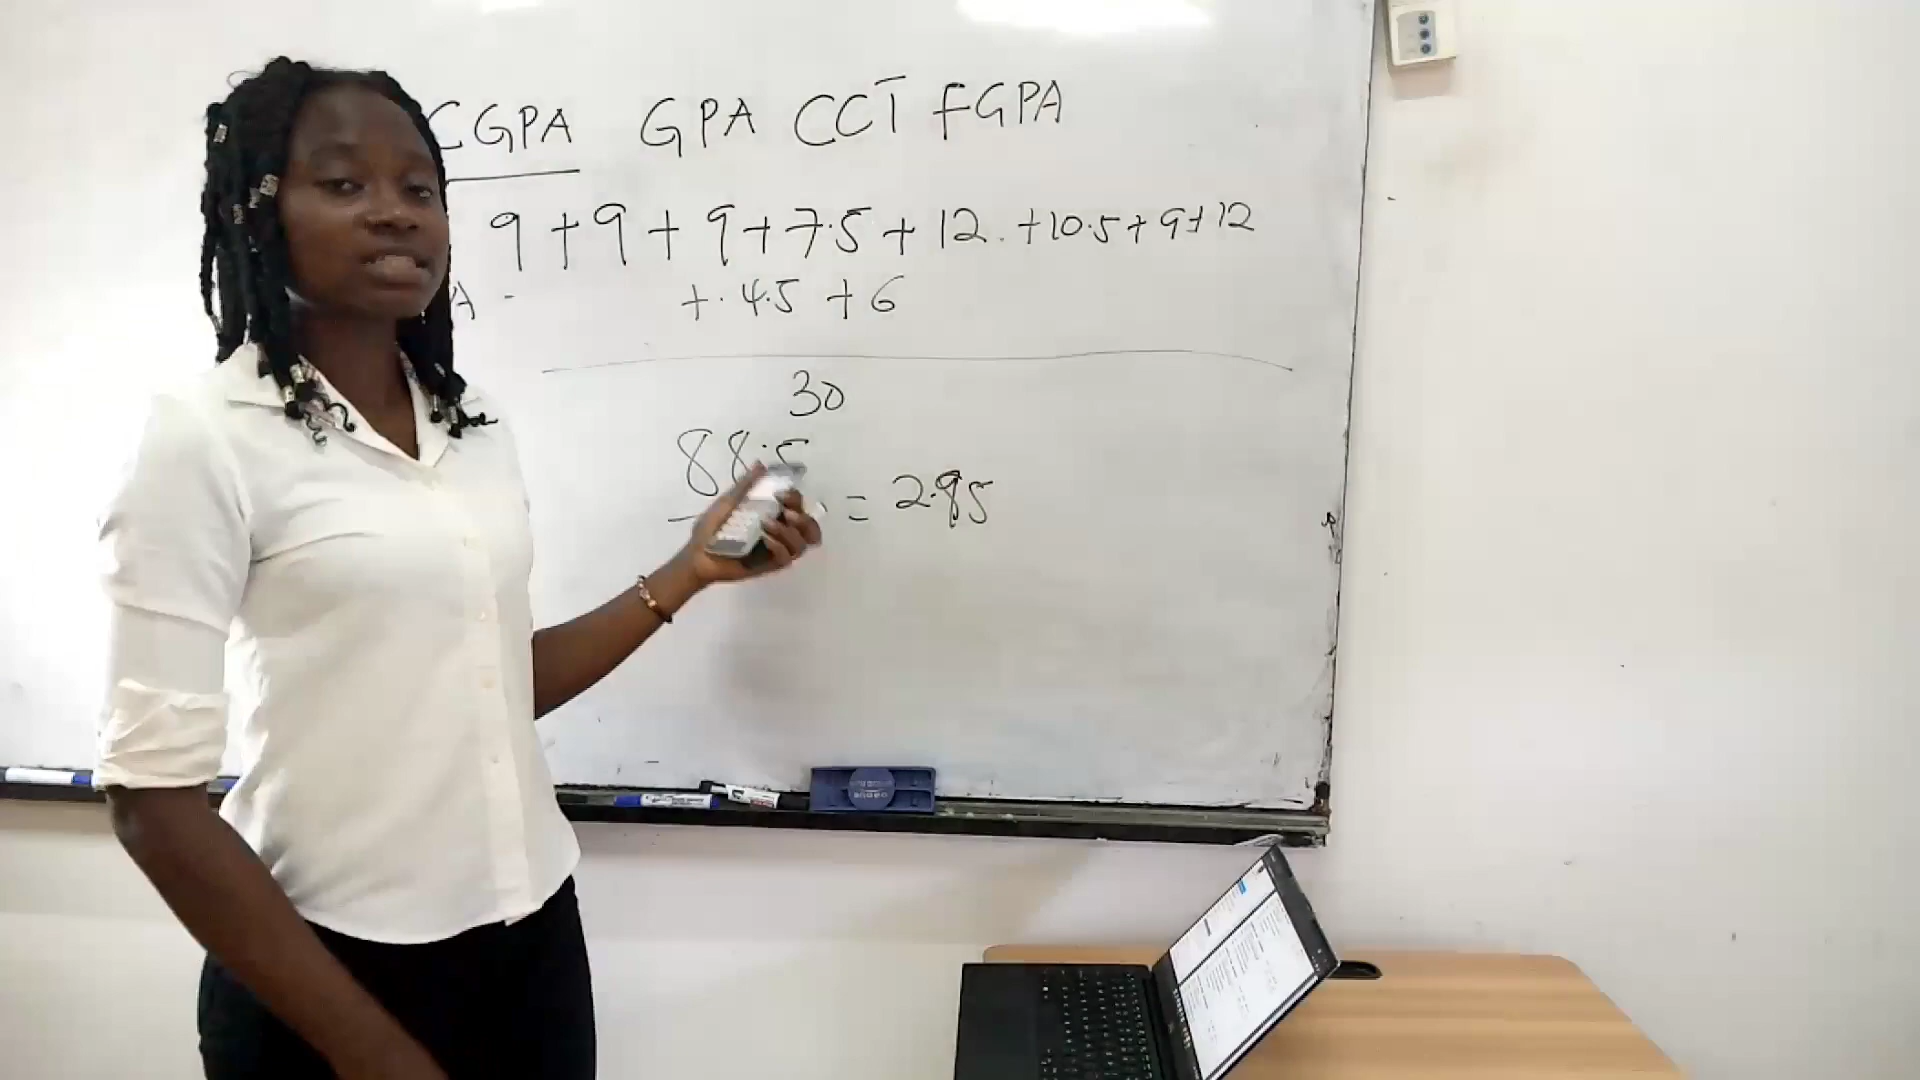 CGPA GPA CCT FGPA
9 + 9 + 9 + 7.5 + 12 . + 10.5 + 9 + 12
A - + . 4.5 + 6
30
88.5
= 2.95